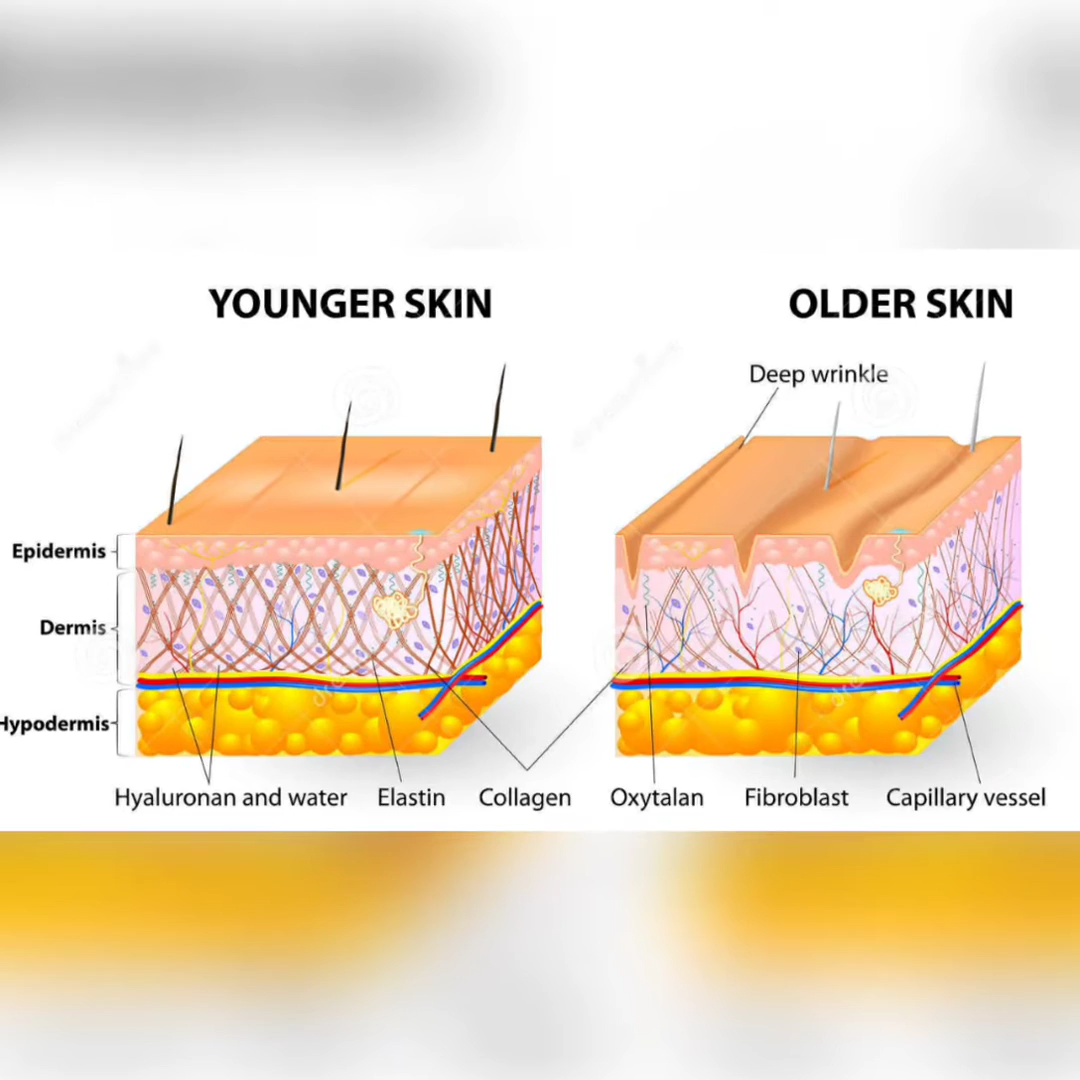 YOUNGER SKIN
OLDER SKIN
Deep wrinkle
Epidermis
Dermis
Hypodermis
Hyaluronan and water
Elastin
Collagen
Oxytalan
Fibroblast
Capillary vessel